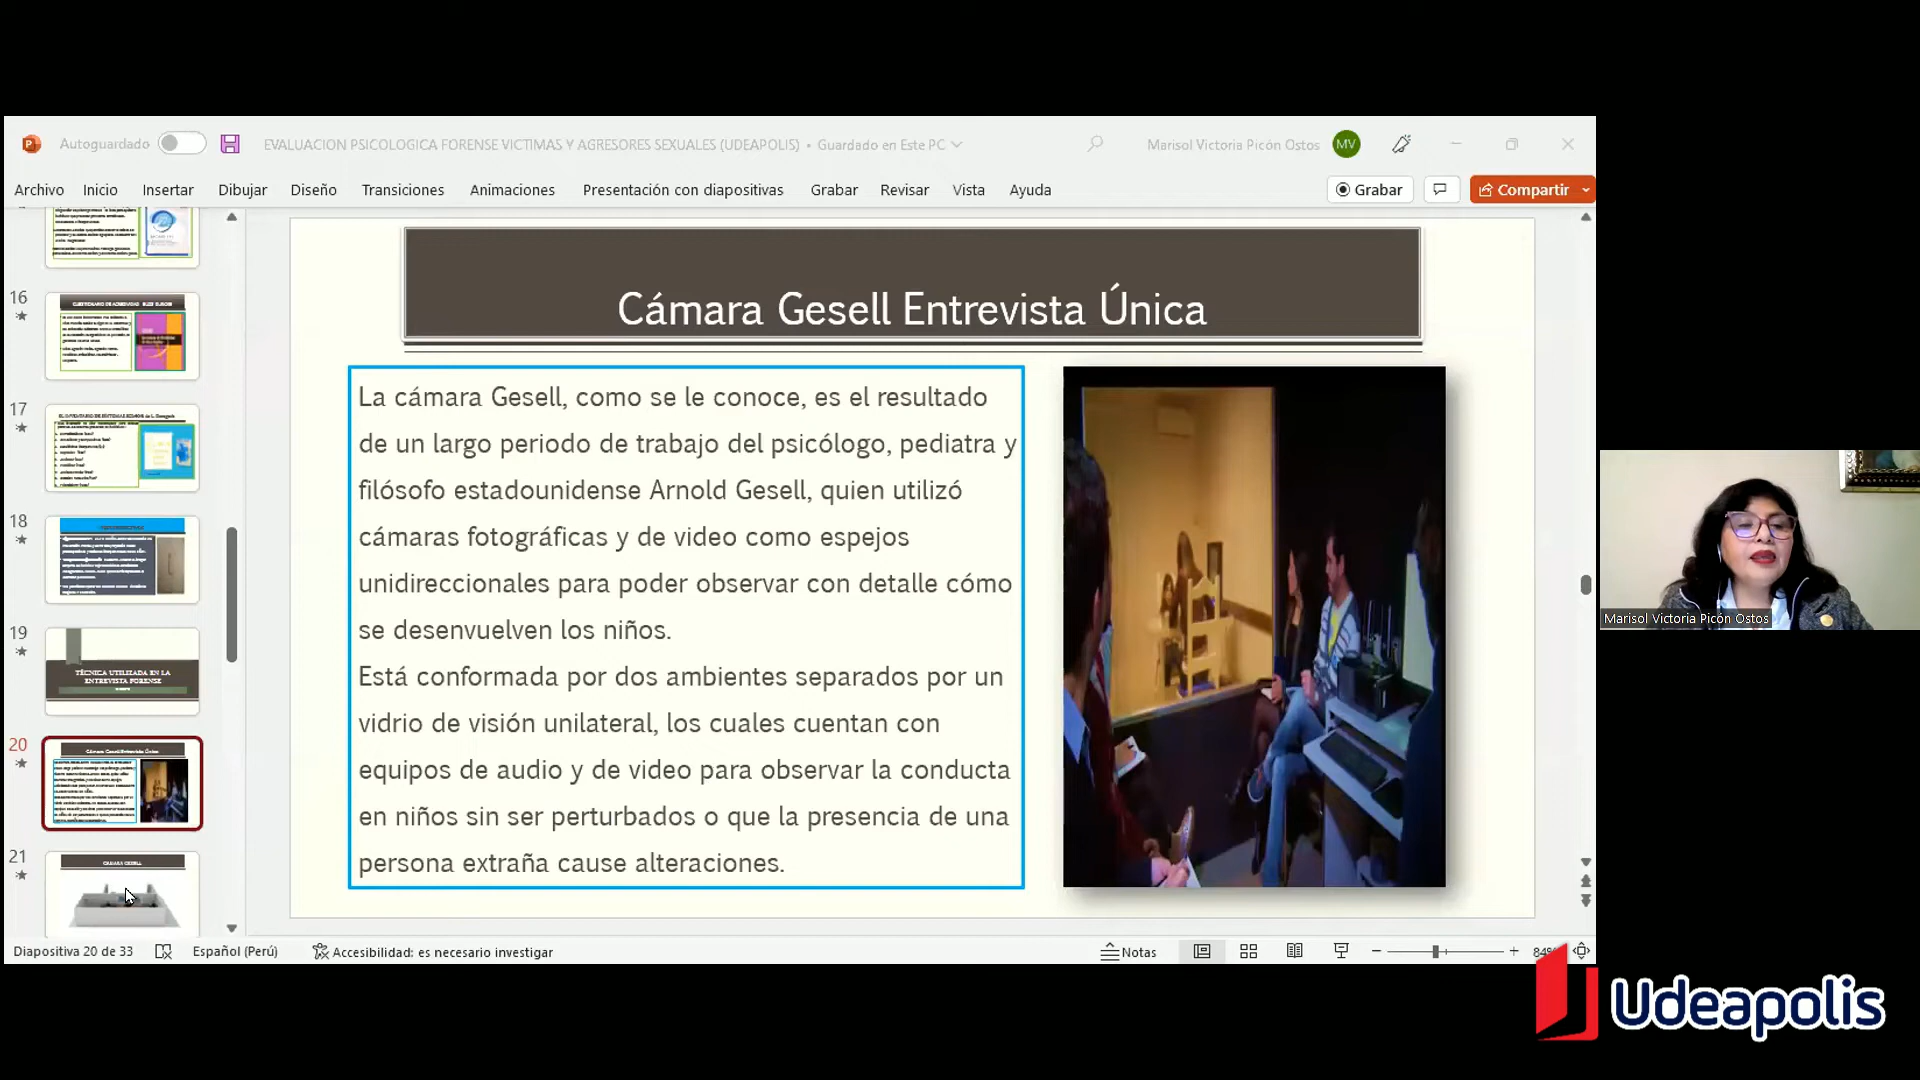 Autoguardado
EVALUACION PSICOLOGICA FORENSE VICTIMAS Y AGRESORES SEXUALES (UDEAPOLIS) • Guardado en Este PC
Marisol Victoria Picón Ostos
MV
Archivo
Inicio
Insertar
Dibujar
Diseño
Transiciones
Animaciones
Presentación con diapositivas
Grabar
Revisar
Vista
Ayuda
Grabar
Compartir
16
17
18
19
TÉCNICA UTILIZADA EN LA
ENTREVISTA FORENSE
20
Cámara Gesell Entrevista Única
21
CAMARA GESELL
Cámara Gesell Entrevista Única
La cámara Gesell, como se le conoce, es el resultado
de un largo periodo de trabajo del psicólogo, pediatra y
filósofo estadounidense Arnold Gesell, quien utilizó
cámaras fotográficas y de video como espejos
unidireccionales para poder observar con detalle cómo
se desenvuelven los niños.
Está conformada por dos ambientes separados por un
vidrio de visión unilateral, los cuales cuentan con
equipos de audio y de video para observar la conducta
en niños sin ser perturbados o que la presencia de una
persona extraña cause alteraciones.
Marisol Victoria Picón Ostos
Diapositiva 20 de 33
Español (Perú)
Accesibilidad: es necesario investigar
Notas
84%
Udeapolis